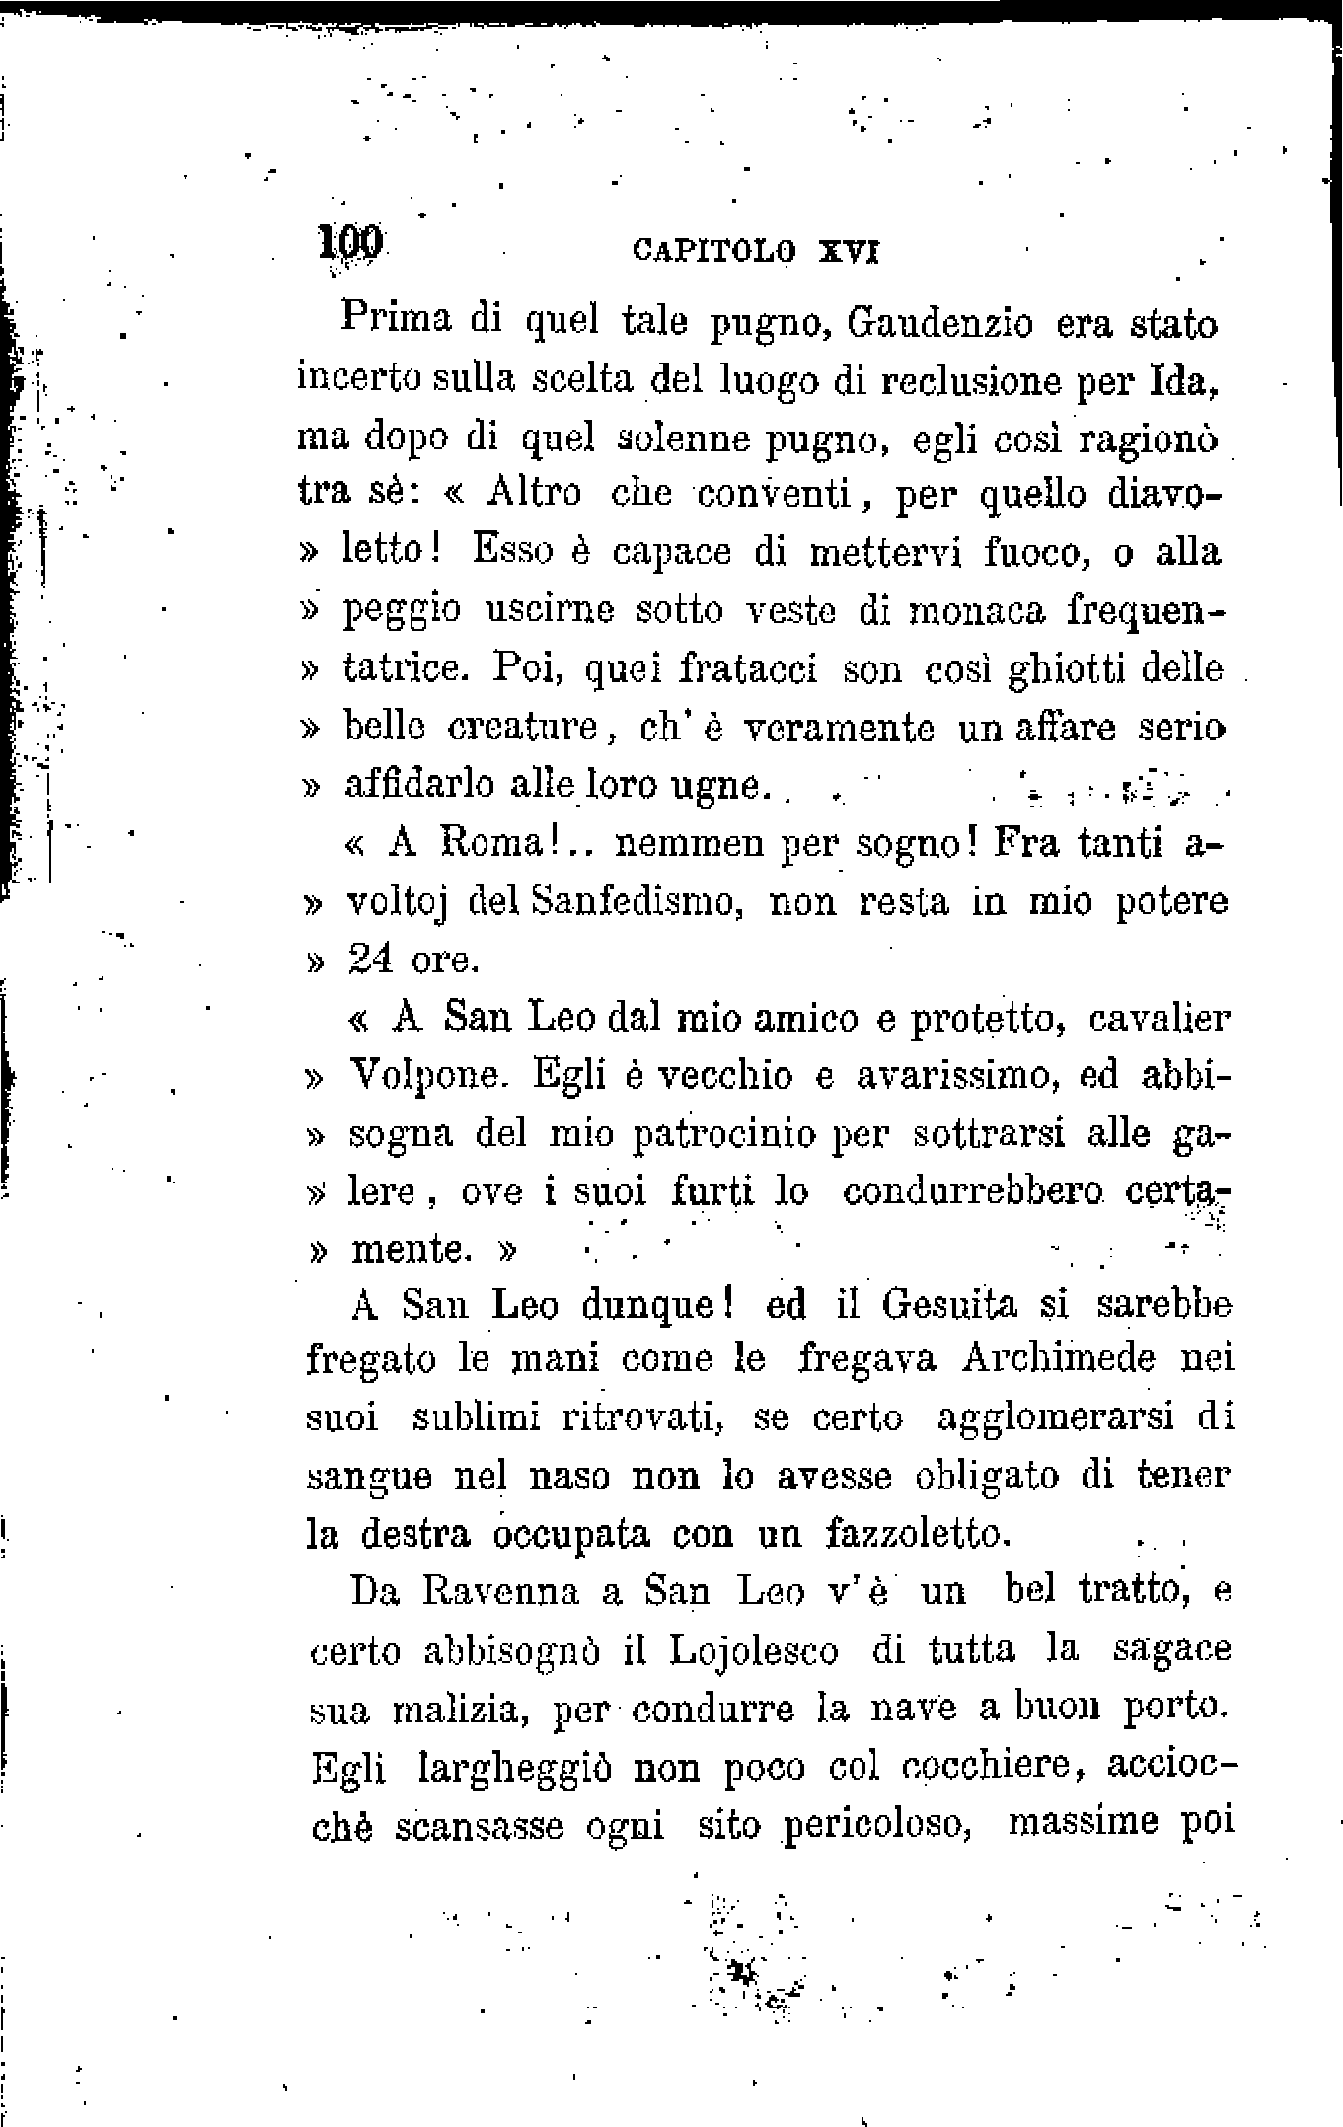 100 CAPITOLO XVI
Prima di quel tale pugno, Gaudenzio era stato
incerto sulla scelta del luogo di reclusione per Ida,
ma dopo di quel solenne pugno, egli così ragionò
tra sè: « Altro che conventi, per quello diavo-
» letto! Esso è capace di mettervi fuoco, o alla
» peggio uscirne sotto veste di monaca frequen-
» tatrice. Poi, quei fratacci son così ghiotti delle
» belle creature, ch' è veramente un affare serio
» affidarlo alle loro ugne.
« A Roma!.. nemmen per sogno! Fra tanti a-
» voltoj del Sanfedismo, non resta in mio potere
» 24 ore.
« A San Leo dal mio amico e protetto, cavalier
» Volpone. Egli è vecchio e avarissimo, ed abbi-
» sogna del mio patrocinio per sottrarsi alle ga-
» lere, ove i suoi furti lo condurrebbero certa-
» mente. »
A San Leo dunque! ed il Gesuita si sarebbe
fregato le mani come le fregava Archimede nei
suoi sublimi ritrovati, se certo agglomerarsi di
sangue nel naso non lo avesse obligato di tener
la destra occupata con un fazzoletto.
Da Ravenna a San Leo v'è un bel tratto, e
certo abbisognò il Lojolesco di tutta la sagace
sua malizia, per condurre la nave a buon porto.
Egli largheggiò non poco col cocchiere, accioc-
chè scansasse ogni sito pericoloso, massime poi